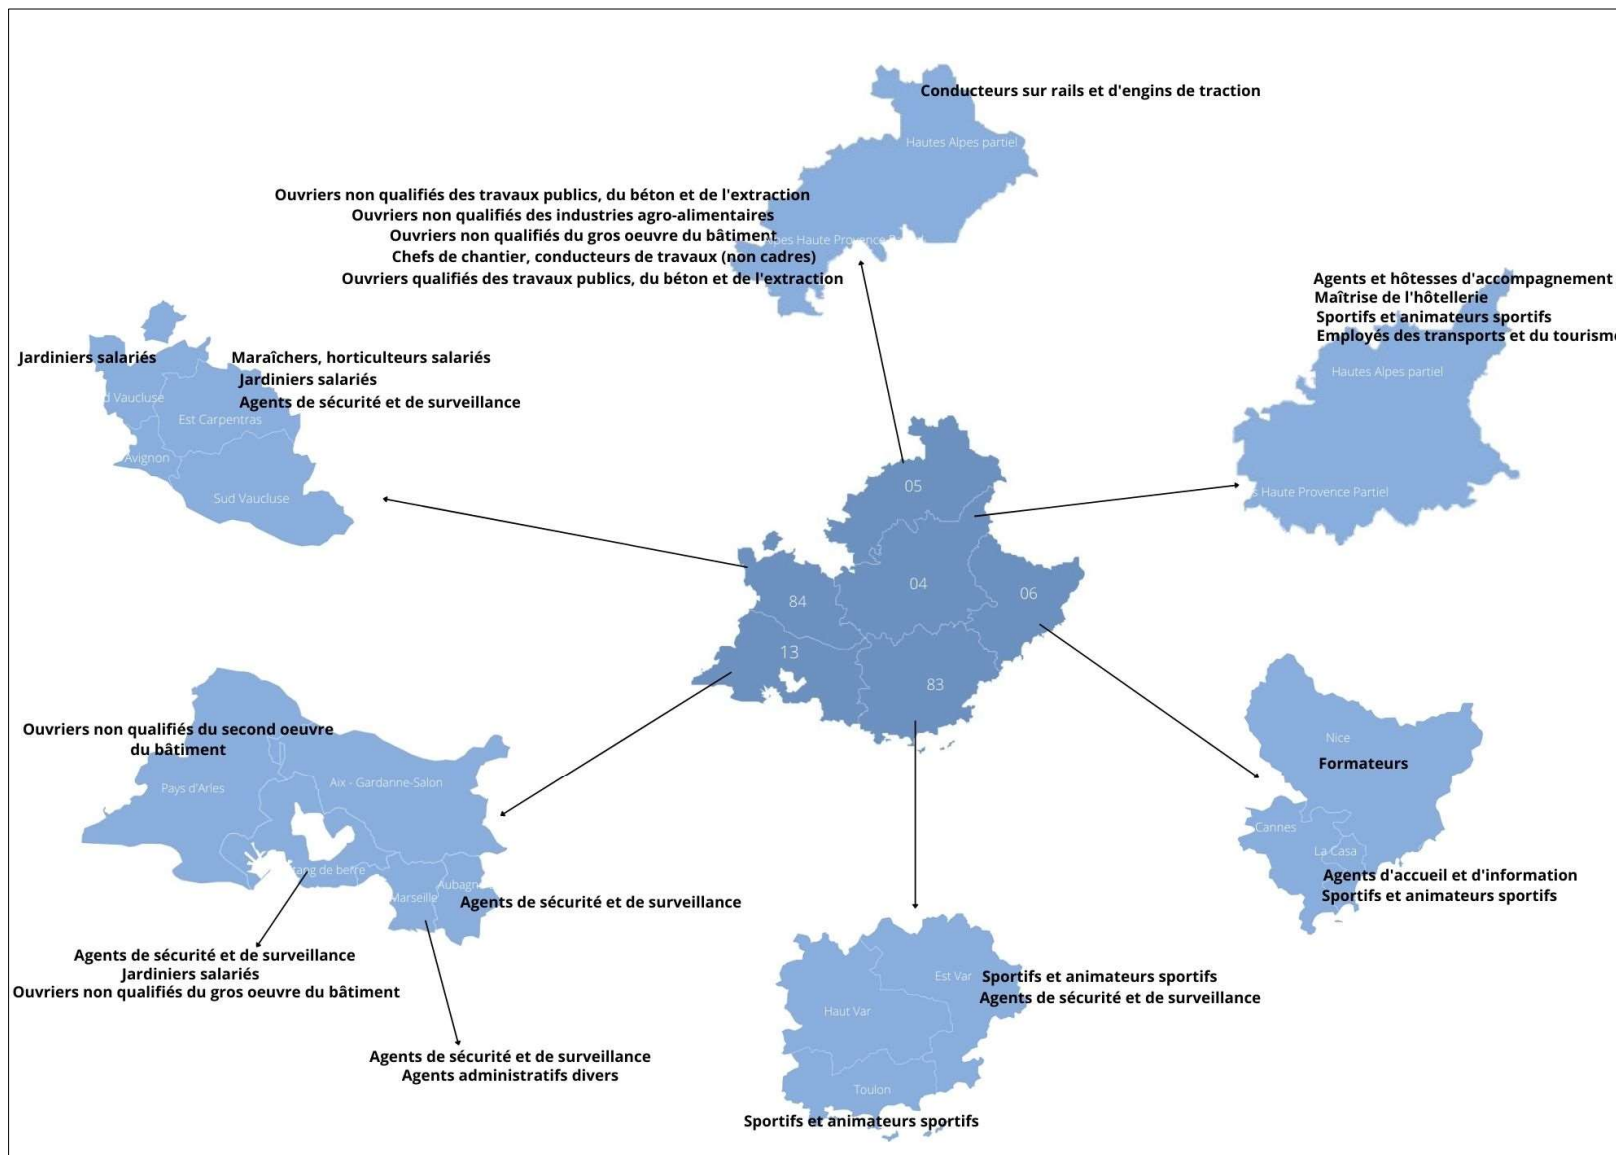 Conducteurs sur rails et d'engins de traction
Hautes Alpes partiel
Ouvriers non qualifiés des travaux publics, du béton et de l'extraction
Ouvriers non qualifiés des industries agro-alimentaires
Ouvriers non qualifiés du gros oeuvre du bâtiment
Alpes Haute Provence
Chefs de chantier, conducteurs de travaux (non cadres)
Ouvriers qualifiés des travaux publics, du béton et de l'extraction
Agents et hôtesses d'accompagnement
Maîtrise de l'hôtellerie
Sportifs et animateurs sportifs
Employés des transports et du tourisme
Hautes Alpes partiel
s Haute Provence Partiel
Jardiniers salariés
Maraîchers, horticulteurs salariés
Jardiniers salariés
Agents de sécurité et de surveillance
d Vaucluse
Est Carpentras
Avignon
Sud Vaucluse
05
04
06
84
13
83
Ouvriers non qualifiés du second oeuvre
du bâtiment
Pays d'Arles
Aix - Gardanne-Salon
tang de berre
Marseille
Aubagn
Agents de sécurité et de surveillance
Agents de sécurité et de surveillance
Jardiniers salariés
Ouvriers non qualifiés du gros oeuvre du bâtiment
Agents de sécurité et de surveillance
Agents administratifs divers
Nice
Formateurs
Cannes
La Casa
Agents d'accueil et d'information
Sportifs et animateurs sportifs
Est Var
Sportifs et animateurs sportifs
Agents de sécurité et de surveillance
Haut Var
Toulon
Sportifs et animateurs sportifs